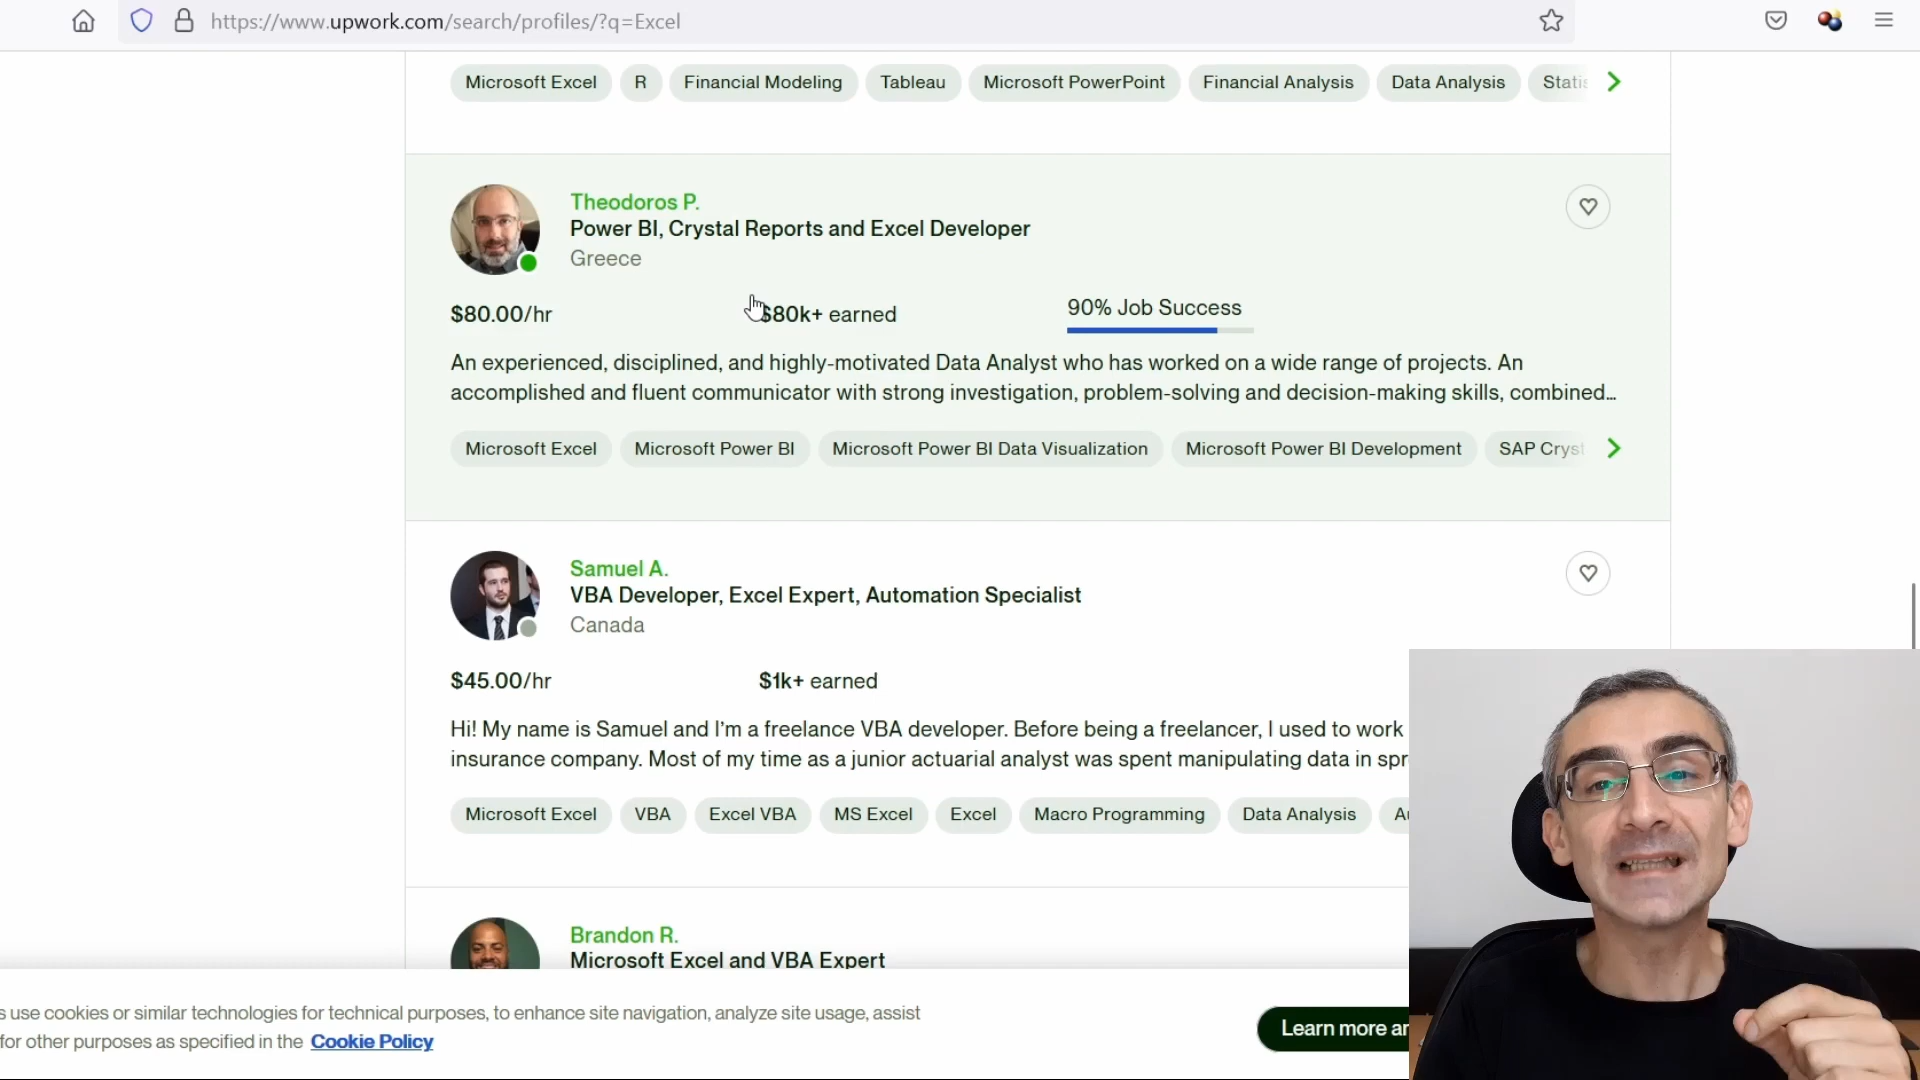 https://www.upwork.com/search/profiles/?q=Excel
Microsoft Excel R Financial Modeling Tableau Microsoft PowerPoint Financial Analysis Data Analysis
Theodoros P.
Power BI, Crystal Reports and Excel Developer
Greece
$80.00/hr $80k+ earned 90% Job Success
An experienced, disciplined, and highly-motivated Data Analyst who has worked on a wide range of projects. An
accomplished and fluent communicator with strong investigation, problem-solving and decision-making skills, combined...
Microsoft Excel Microsoft Power BI Microsoft Power BI Data Visualization Microsoft Power BI Development SAP Cryst
Samuel A.
VBA Developer, Excel Expert, Automation Specialist
Canada
$45.00/hr $1k+ earned
Hi! My name is Samuel and I'm a freelance VBA developer. Before being a freelancer, I used to work
insurance company. Most of my time as a junior actuarial analyst was spent manipulating data in spr
Microsoft Excel VBA Excel VBA MS Excel Excel Macro Programming Data Analysis
Brandon R.
Microsoft Excel and VBA Expert
s use cookies or similar technologies for technical purposes, to enhance site navigation, analyze site usage, assist
for other purposes as specified in the Cookie Policy
Learn more an